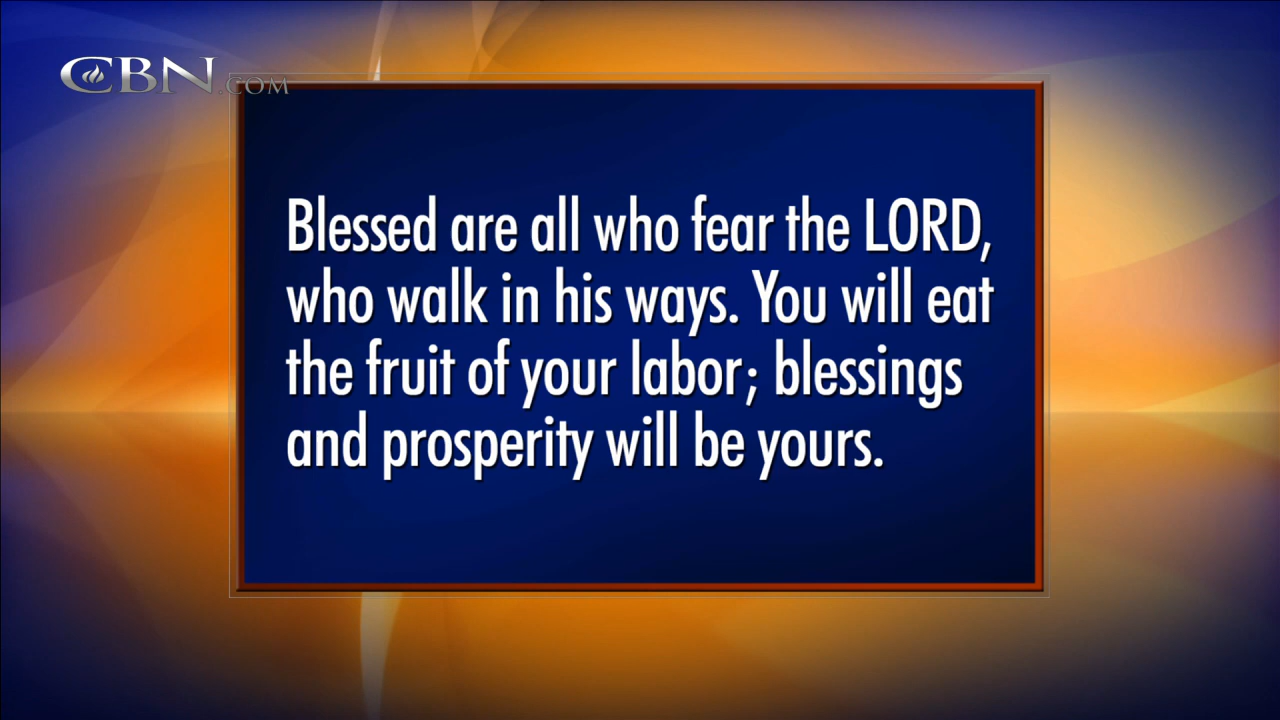 CBN.COM
Blessed are all who fear the LORD,
who walk in his ways. You will eat
the fruit of your labor; blessings
and prosperity will be yours.